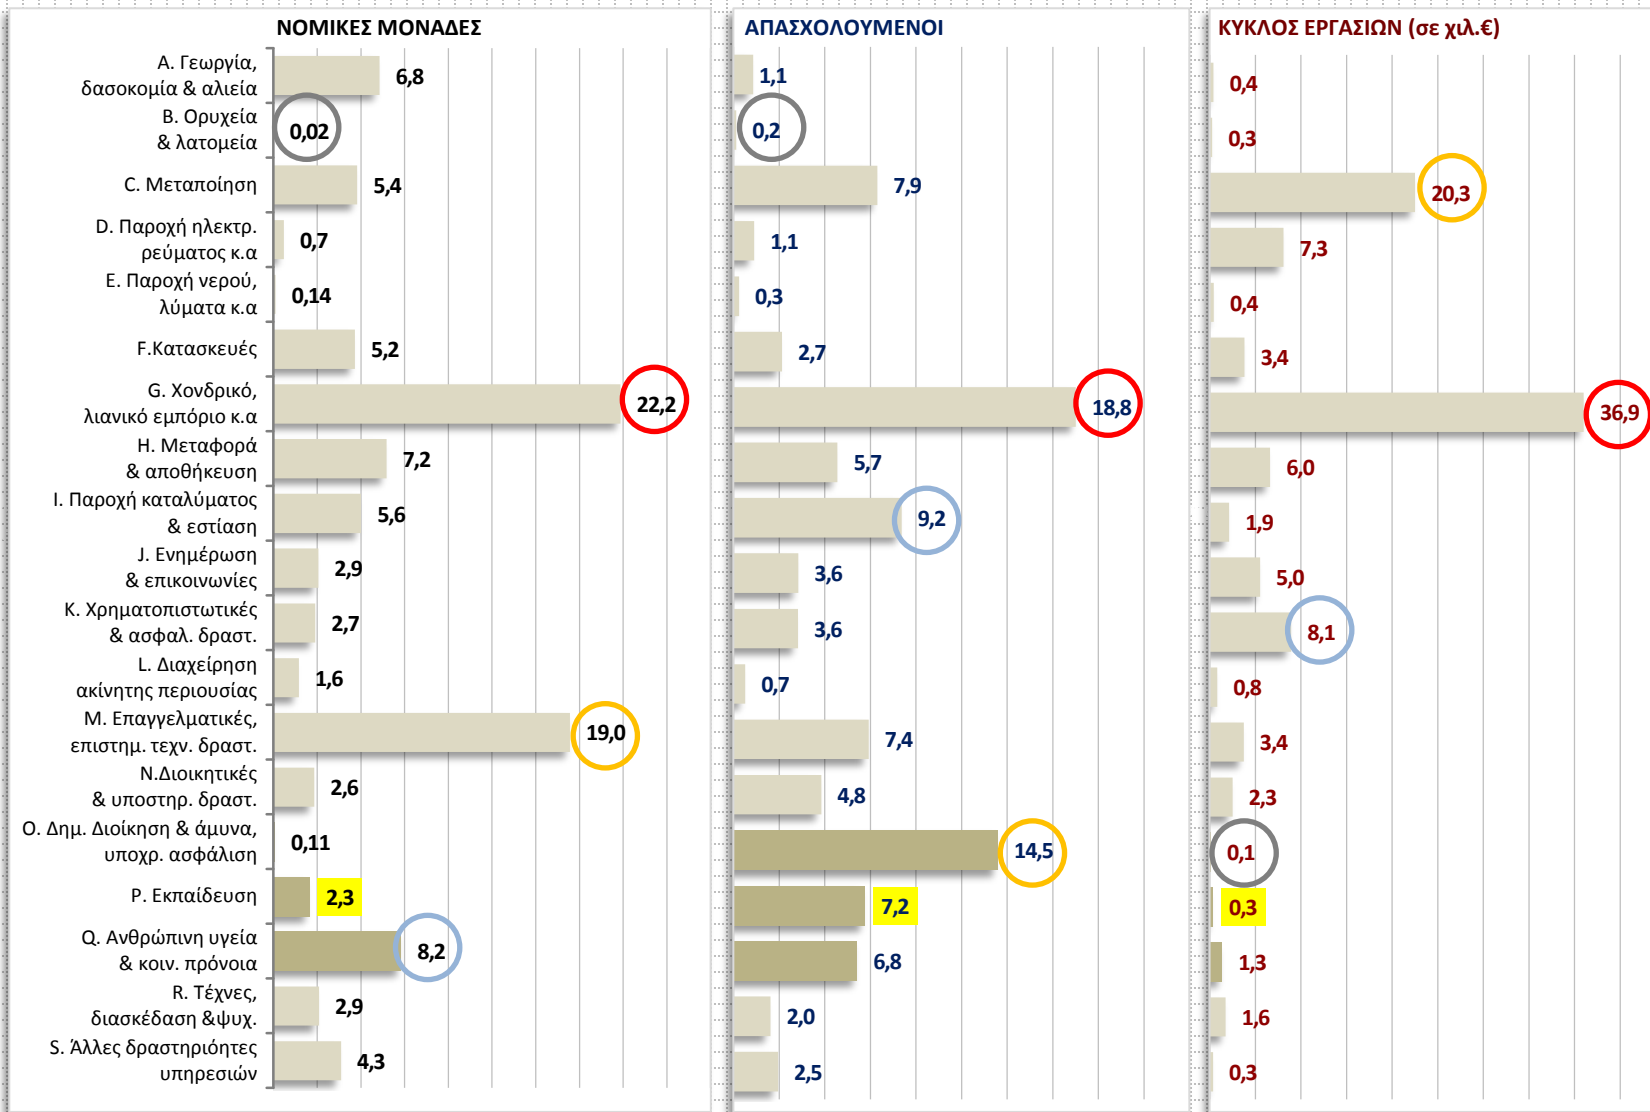 ΝΟΜΙΚΕΣ ΜΟΝΑΔΕΣ
ΑΠΑΣΧΟΛΟΥΜΕΝΟΙ
ΚΥΚΛΟΣ ΕΡΓΑΣΙΩΝ (σε χιλ.€)
A. Γεωργία,
δασοκομία & αλιεία
6,8
1,1
0,4
B. Ορυχεία
& λατομεία
0,02
0,2
0,3
C. Μεταποίηση
5,4
7,9
20,3
D. Παροχή ηλεκτρ.
ρεύματος κ.α
0,7
1,1
7,3
E. Παροχή νερού,
λύματα κ.α
0,14
0,3
0,4
F.Κατασκευές
5,2
2,7
3,4
G. Χονδρικό,
λιανικό εμπόριο κ.α
22,2
18,8
36,9
H. Μεταφορά
& αποθήκευση
7,2
5,7
6,0
I. Παροχή καταλύματος
& εστίαση
5,6
9,2
1,9
J. Ενημέρωση
& επικοινωνίες
2,9
3,6
5,0
K. Χρηματοπιστωτικές
& ασφαλ. δραστ.
2,7
3,6
8,1
L. Διαχείρηση
ακίνητης περιουσίας
1,6
0,7
0,8
M. Επαγγελματικές,
επιστημ. τεχν. δραστ.
19,0
7,4
3,4
N.Διοικητικές
& υποστηρ. δραστ.
2,6
4,8
2,3
O. Δημ. Διοίκηση & άμυνα,
υποχρ. ασφάλιση
0,11
14,5
0,1
P. Εκπαίδευση
2,3
7,2
0,3
Q. Ανθρώπινη υγεία
& κοιν. πρόνοια
8,2
6,8
1,3
R. Τέχνες,
διασκέδαση &ψυχ.
2,9
2,0
1,6
S. Άλλες δραστηριόητες
υπηρεσιών
4,3
2,5
0,3